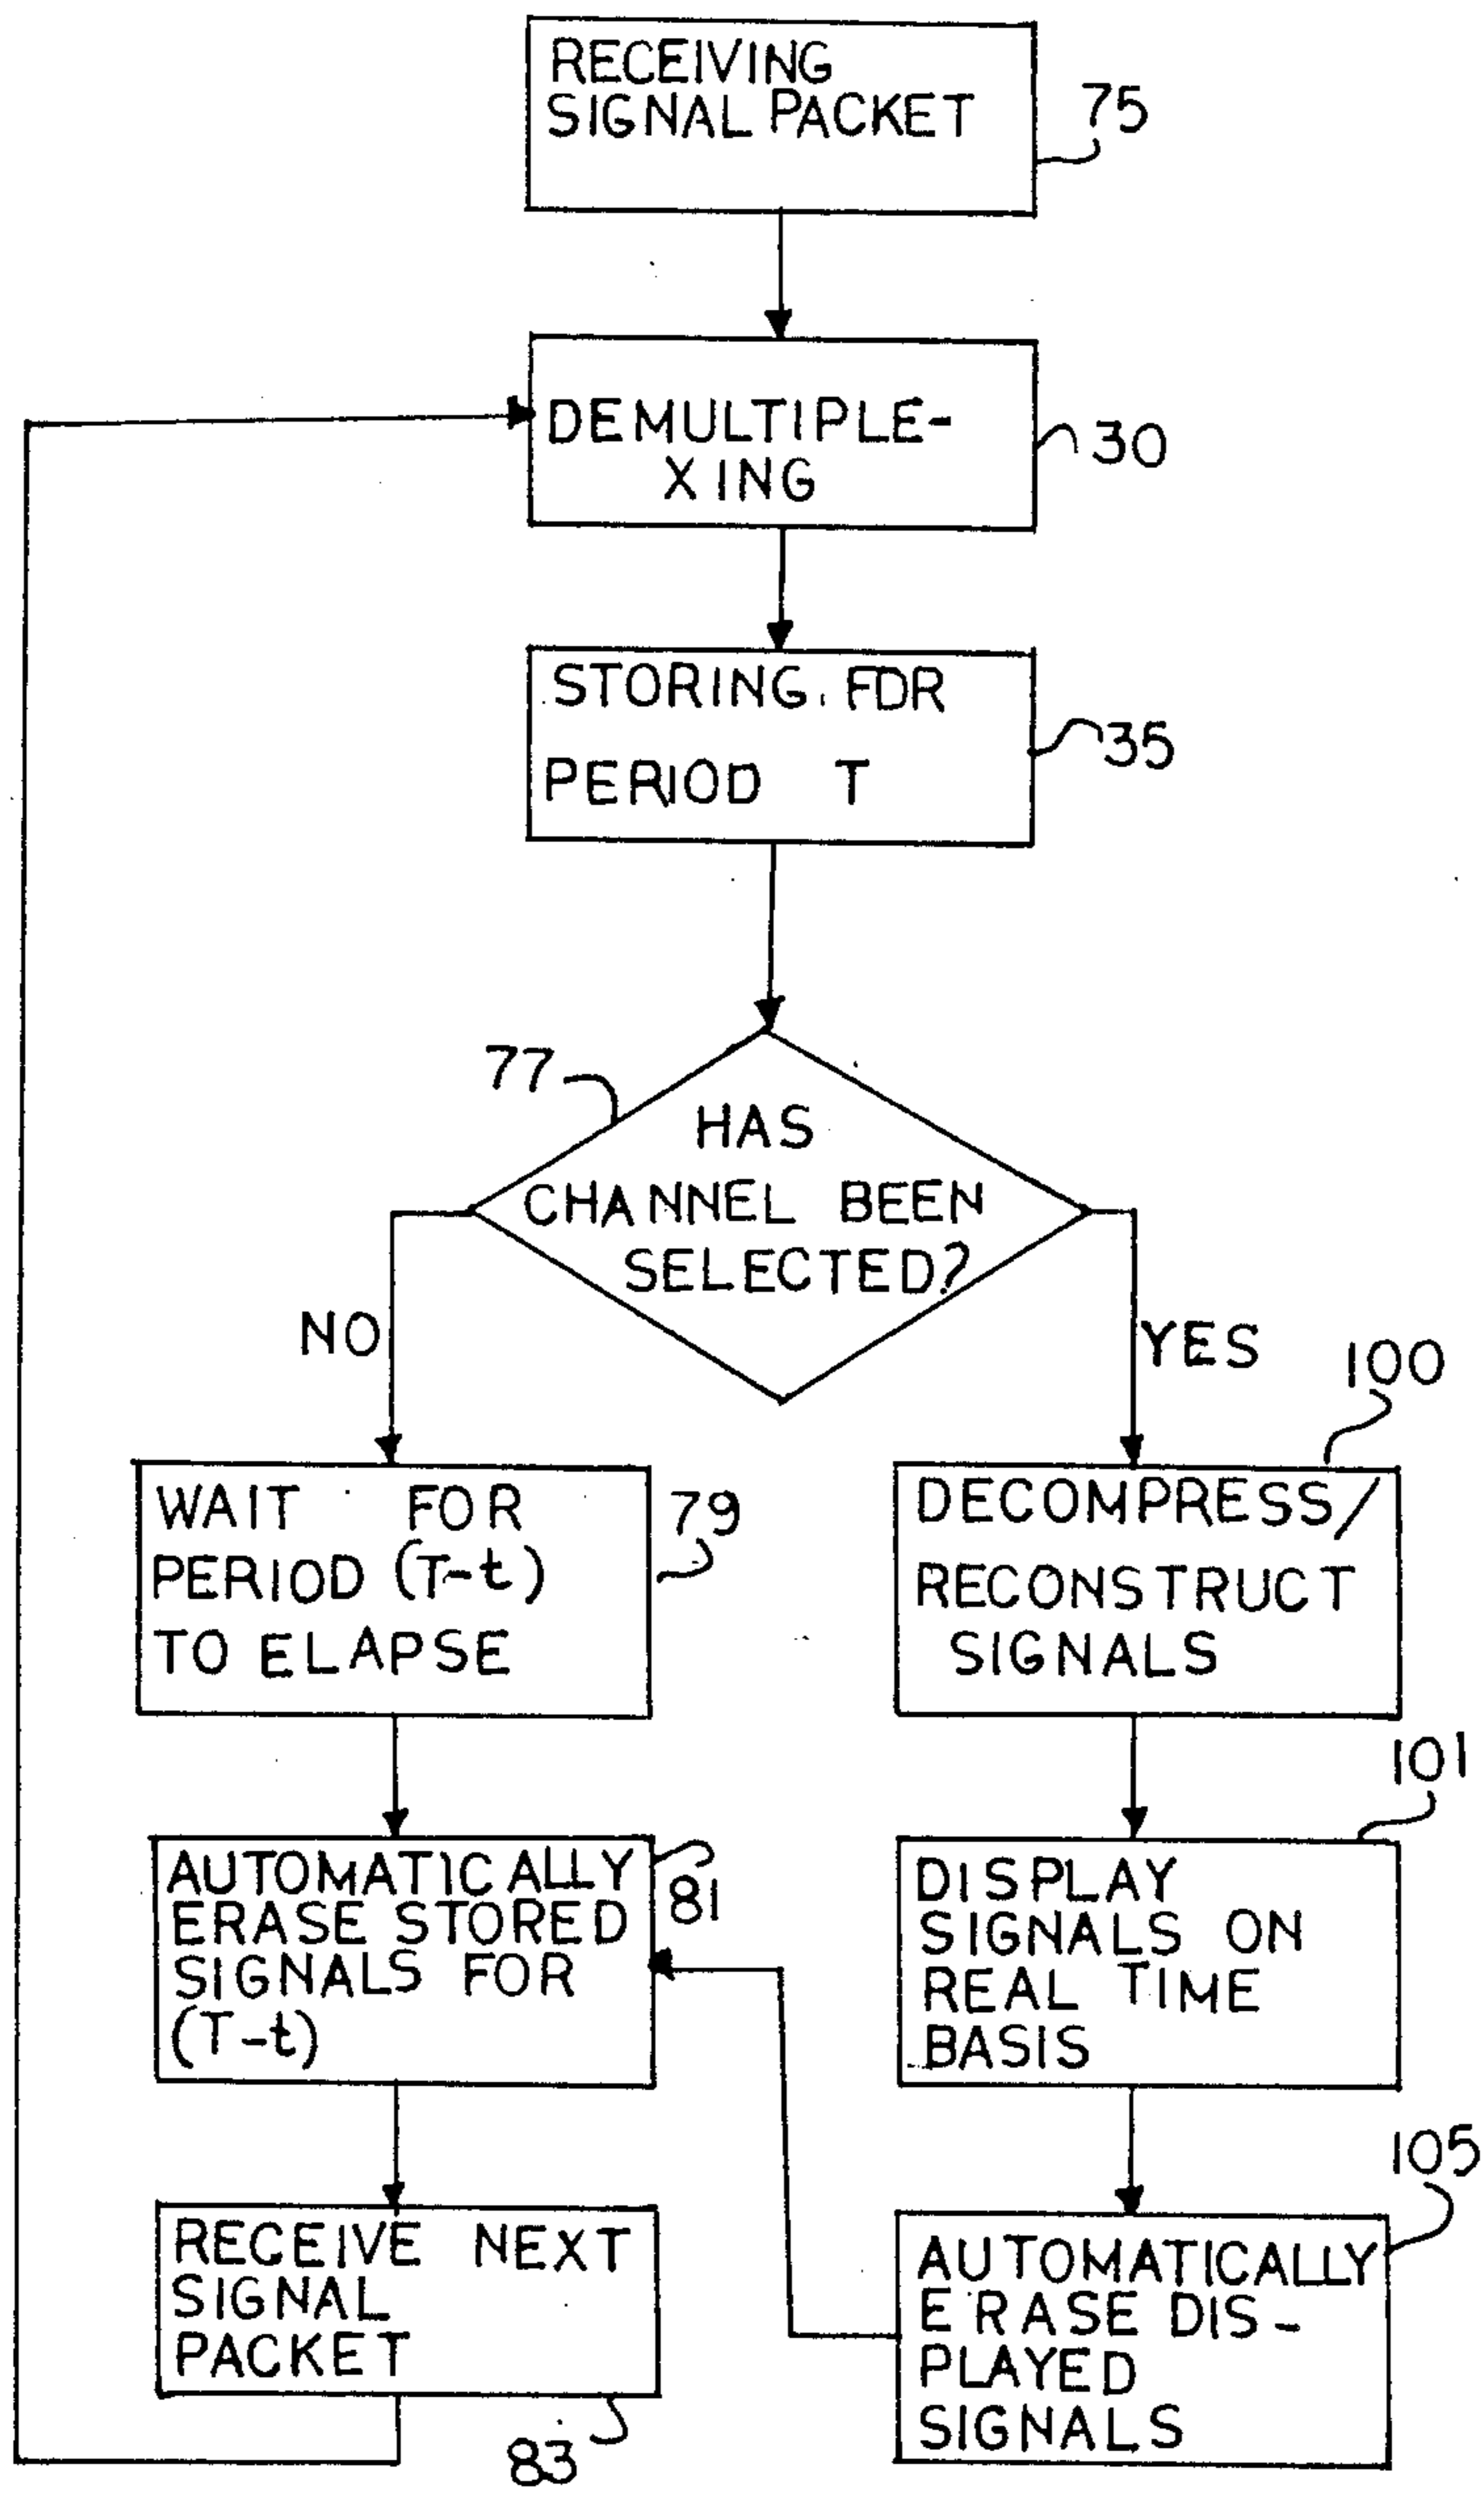 RECEIVING
SIGNAL PACKET
75
DEMULTIPLE-
XING
30
STORING FOR
PERIOD T
35
77
HAS
CHANNEL BEEN
SELECTED?
NO
YES
100
WAIT FOR
PERIOD (T-t)
TO ELAPSE
79
DECOMPRESS/
RECONSTRUCT
SIGNALS
101
AUTOMATICALLY
ERASE STORED
SIGNALS FOR
(T-t)
81
DISPLAY
SIGNALS ON
REAL TIME
BASIS
105
RECEIVE NEXT
SIGNAL
PACKET
83
AUTOMATICALLY
ERASE DIS-
PLAYED
SIGNALS